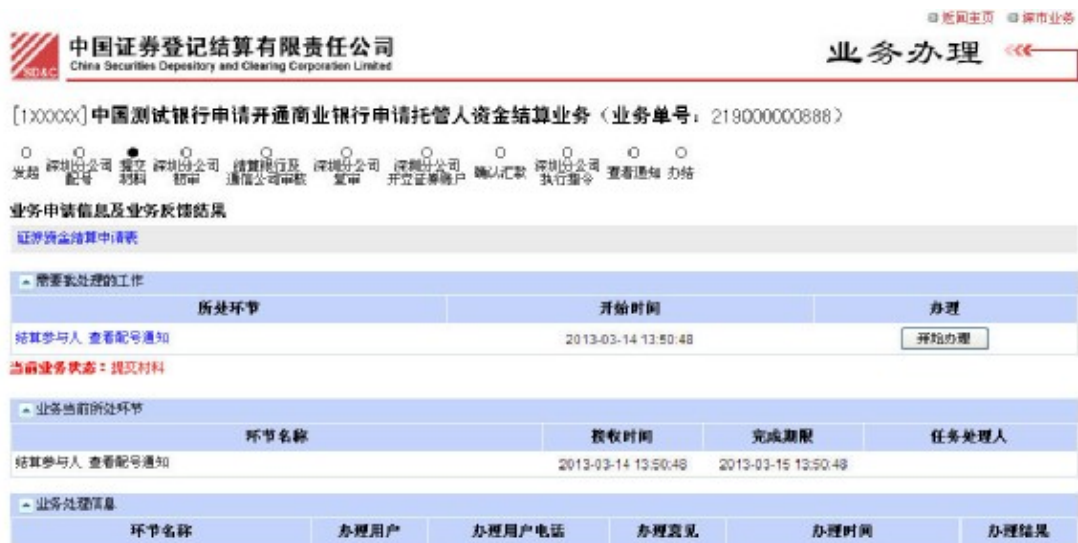 返回主页 深市业务
中国证券登记结算有限责任公司
China Securities Depository and Clearing Corporation Limited
SD&C
业务办理
[1XXXXX]中国测试银行申请开通商业银行申请托管人资金结算业务（业务单号：219000000888）
发起 深圳分公司配号 提交材料 深圳分公司初审 结算银行及通信公司审核 深圳分公司复审 深圳分公司开立证券账户 确认汇款 深圳分公司执行指令 查看通知 办结
业务申请信息及业务反馈结果
证券资金结算申请表
需要我处理的工作
所处环节 开始时间 办理
结算参与人 查看配号通知 2013-03-14 13:50:48 开始办理
当前业务状态：提交材料
业务当前所处环节
环节名称 接收时间 完成期限 任务处理人
结算参与人 查看配号通知 2013-03-14 13:50:48 2013-03-15 13:50:48
业务处理信息
环节名称 办理用户 办理用户电话 办理意见 办理时间 办理结果